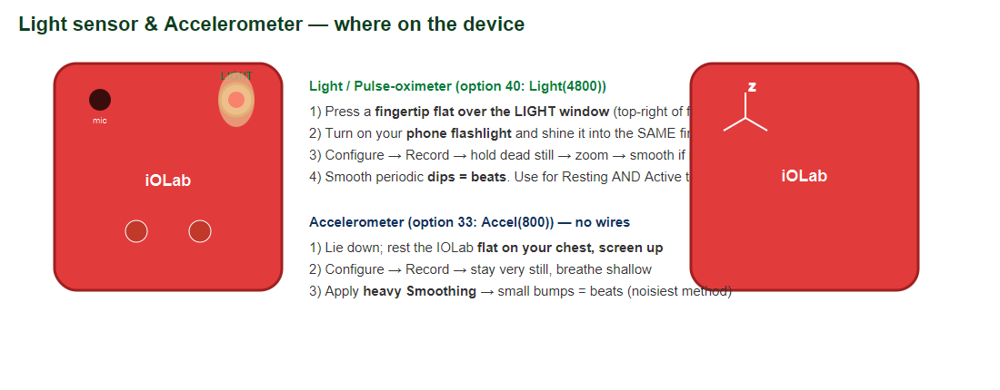 Light sensor & Accelerometer — where on the device
LIGHT
mic
iOLab
Light / Pulse-oximeter (option 40: Light(4800))
1) Press a fingertip flat over the LIGHT window (top-right of
2) Turn on your phone flashlight and shine it into the SAME
3) Configure → Record → hold dead still → zoom → smooth if
4) Smooth periodic dips = beats. Use for Resting AND Active
Accelerometer (option 33: Accel(800)) — no wires
1) Lie down; rest the IOLab flat on your chest, screen up
2) Configure → Record → stay very still, breathe shallow
3) Apply heavy Smoothing → small bumps = beats (noisiest method)
z
iOLab